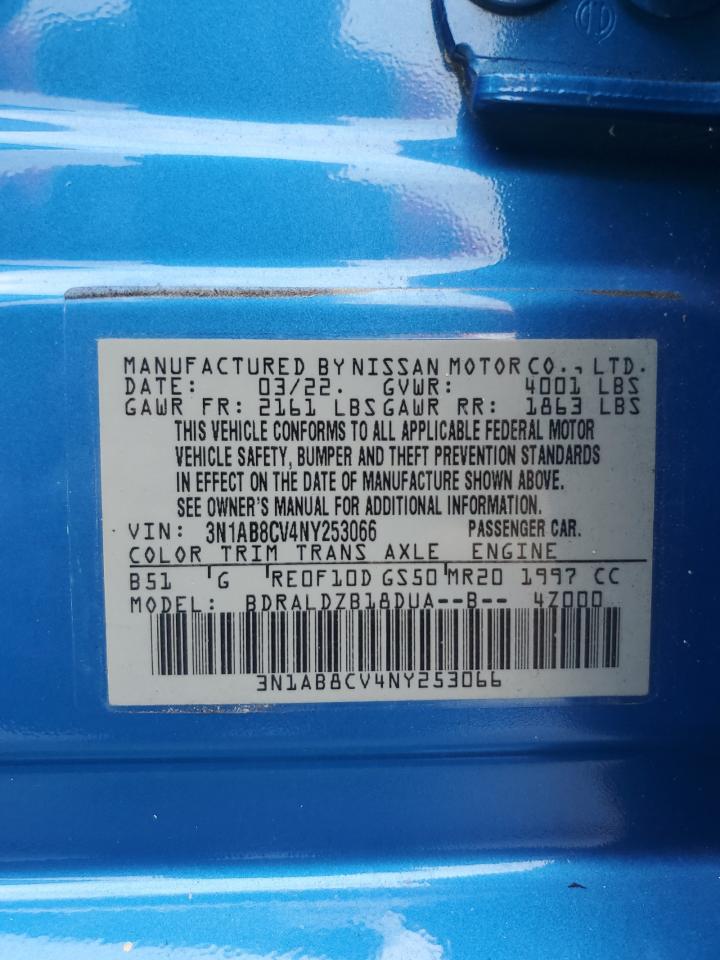 MANUFACTURED BY NISSAN MOTOR CO., LTD.
DATE: 03/22. GVWR: 4001 LBS
GAWR FR: 2161 LBS GAWR RR: 1863 LBS
THIS VEHICLE CONFORMS TO ALL APPLICABLE FEDERAL MOTOR
VEHICLE SAFETY, BUMPER AND THEFT PREVENTION STANDARDS
IN EFFECT ON THE DATE OF MANUFACTURE SHOWN ABOVE.
SEE OWNER'S MANUAL FOR ADDITIONAL INFORMATION.
VIN: 3N1AB8CV4NY253066 PASSENGER CAR.
COLOR TRIM TRANS AXLE ENGINE
B51 G RE0F10D GS50 MR20 1997 CC
MODEL: BDRALDZB18DUA--B-- 4Z000
3N1AB8CV4NY253066